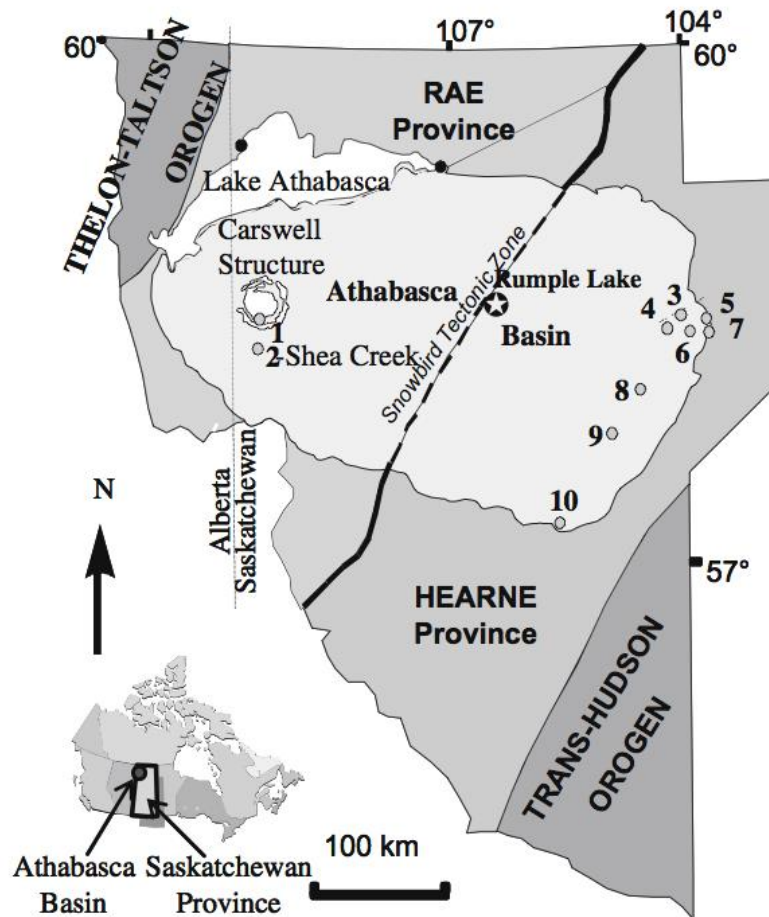 104°
107°
60°
60°
THELON-TALTSON
OROGEN
RAE
Province
Lake Athabasca
Carswell
Structure
Athabasca
Rumple Lake
Basin
Snowbird Tectonic Zone
1
2
Shea Creek
3
4
5
6
7
8
9
10
N
Alberta
Saskatchewan
57°
HEARNE
Province
TRANS-HUDSON
OROGEN
Athabasca
Basin
Saskatchewan
Province
100 km